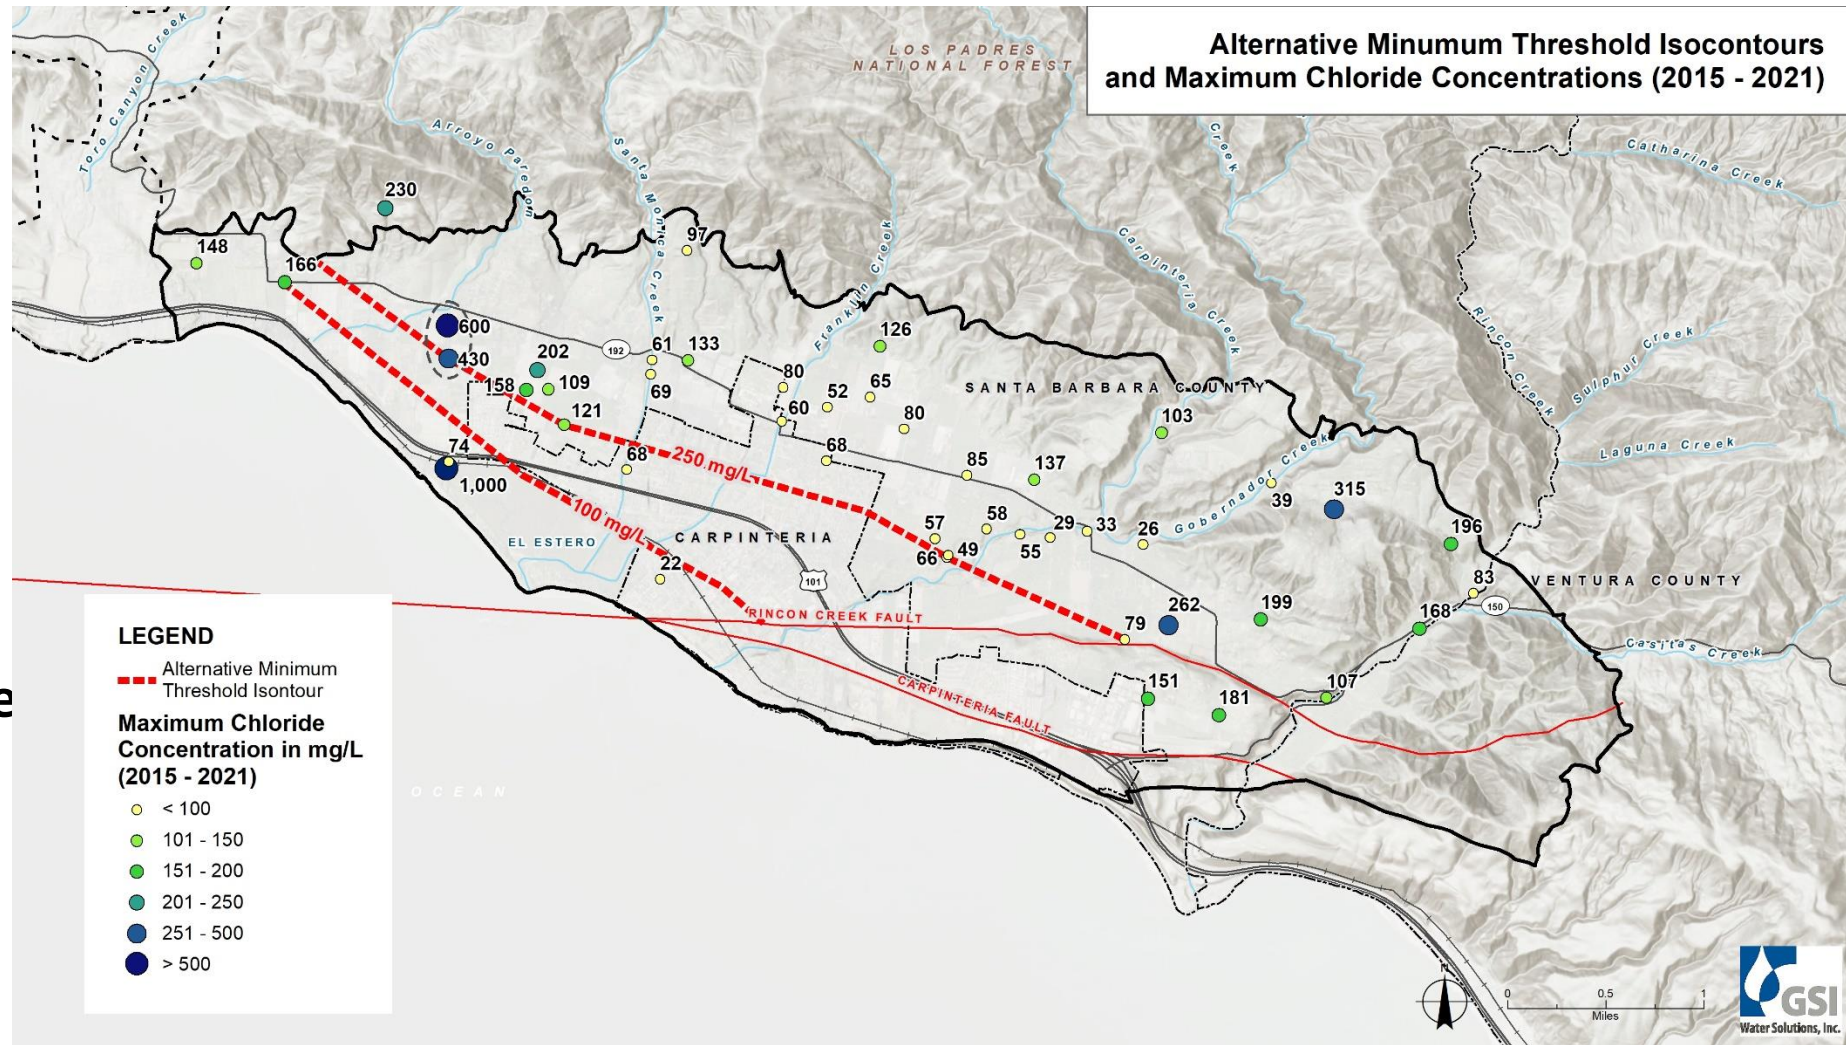 Alternative Minumum Threshold Isocontours
and Maximum Chloride Concentrations (2015 - 2021)
LOS PADRES
NATIONAL FOREST
Toro Canyon Creek
Arroyo Paredon
Santa Monica Creek
Franklin Creek
Carpinteria Creek
Creek
Catharina Creek
Rincon Creek
Sulphur Creek
Laguna Creek
Casitas Creek
Gobernador Creek
230
148
166
97
600
430
192
202
158
109
121
61
69
133
126
80
60
52
65
80
SANTA BARBARA COUNTY
103
74
1,000
68
250 mg/L
68
85
137
39
315
196
100 mg/L
EL ESTERO
CARPINTERIA
57
66
49
58
55
29
33
26
22
101
RINCON CREEK FAULT
79
262
199
168
83
150
VENTURA COUNTY
CARPINTERIA FAULT
151
181
107
OCEAN
e
LEGEND
Alternative Minimum
Threshold Isontour
Maximum Chloride
Concentration in mg/L
(2015 - 2021)
< 100
101 - 150
151 - 200
201 - 250
251 - 500
> 500
N
0 0.5 1
Miles
GSI
Water Solutions, Inc.